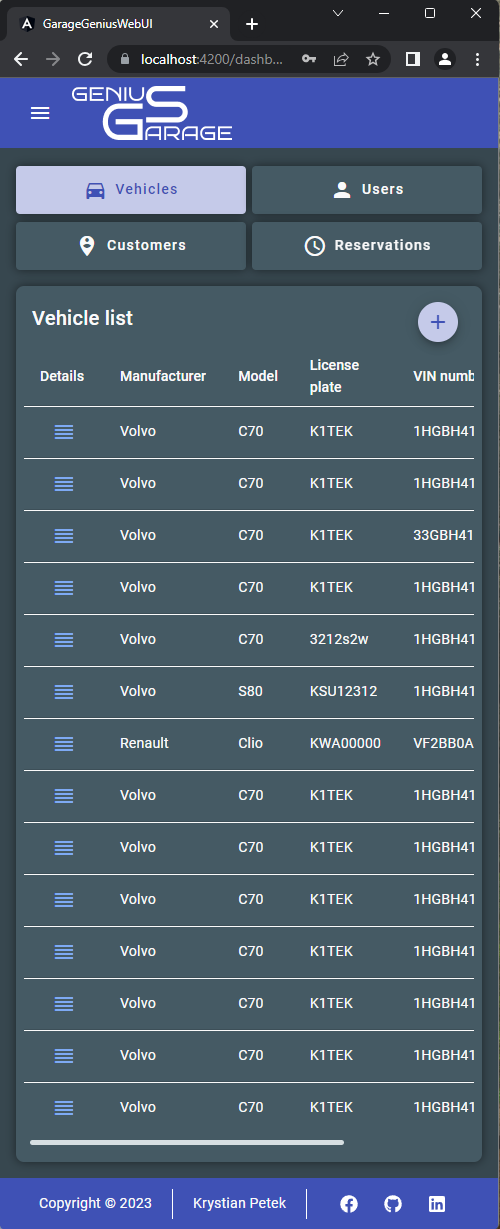 GarageGeniusWebUI
localhost:4200/dashb...
GENIUS
GARAGE
Vehicles
Users
Customers
Reservations
Vehicle list
Details Manufacturer Model License plate VIN numb
Volvo C70 K1TEK 1HGBH41
Volvo C70 K1TEK 1HGBH41
Volvo C70 K1TEK 33GBH41
Volvo C70 K1TEK 1HGBH41
Volvo C70 3212s2w 1HGBH41
Volvo S80 KSU12312 1HGBH41
Renault Clio KWA00000 VF2BB0A
Volvo C70 K1TEK 1HGBH41
Volvo C70 K1TEK 1HGBH41
Volvo C70 K1TEK 1HGBH41
Volvo C70 K1TEK 1HGBH41
Volvo C70 K1TEK 1HGBH41
Volvo C70 K1TEK 1HGBH41
Volvo C70 K1TEK 1HGBH41
Copyright © 2023 Krystian Petek